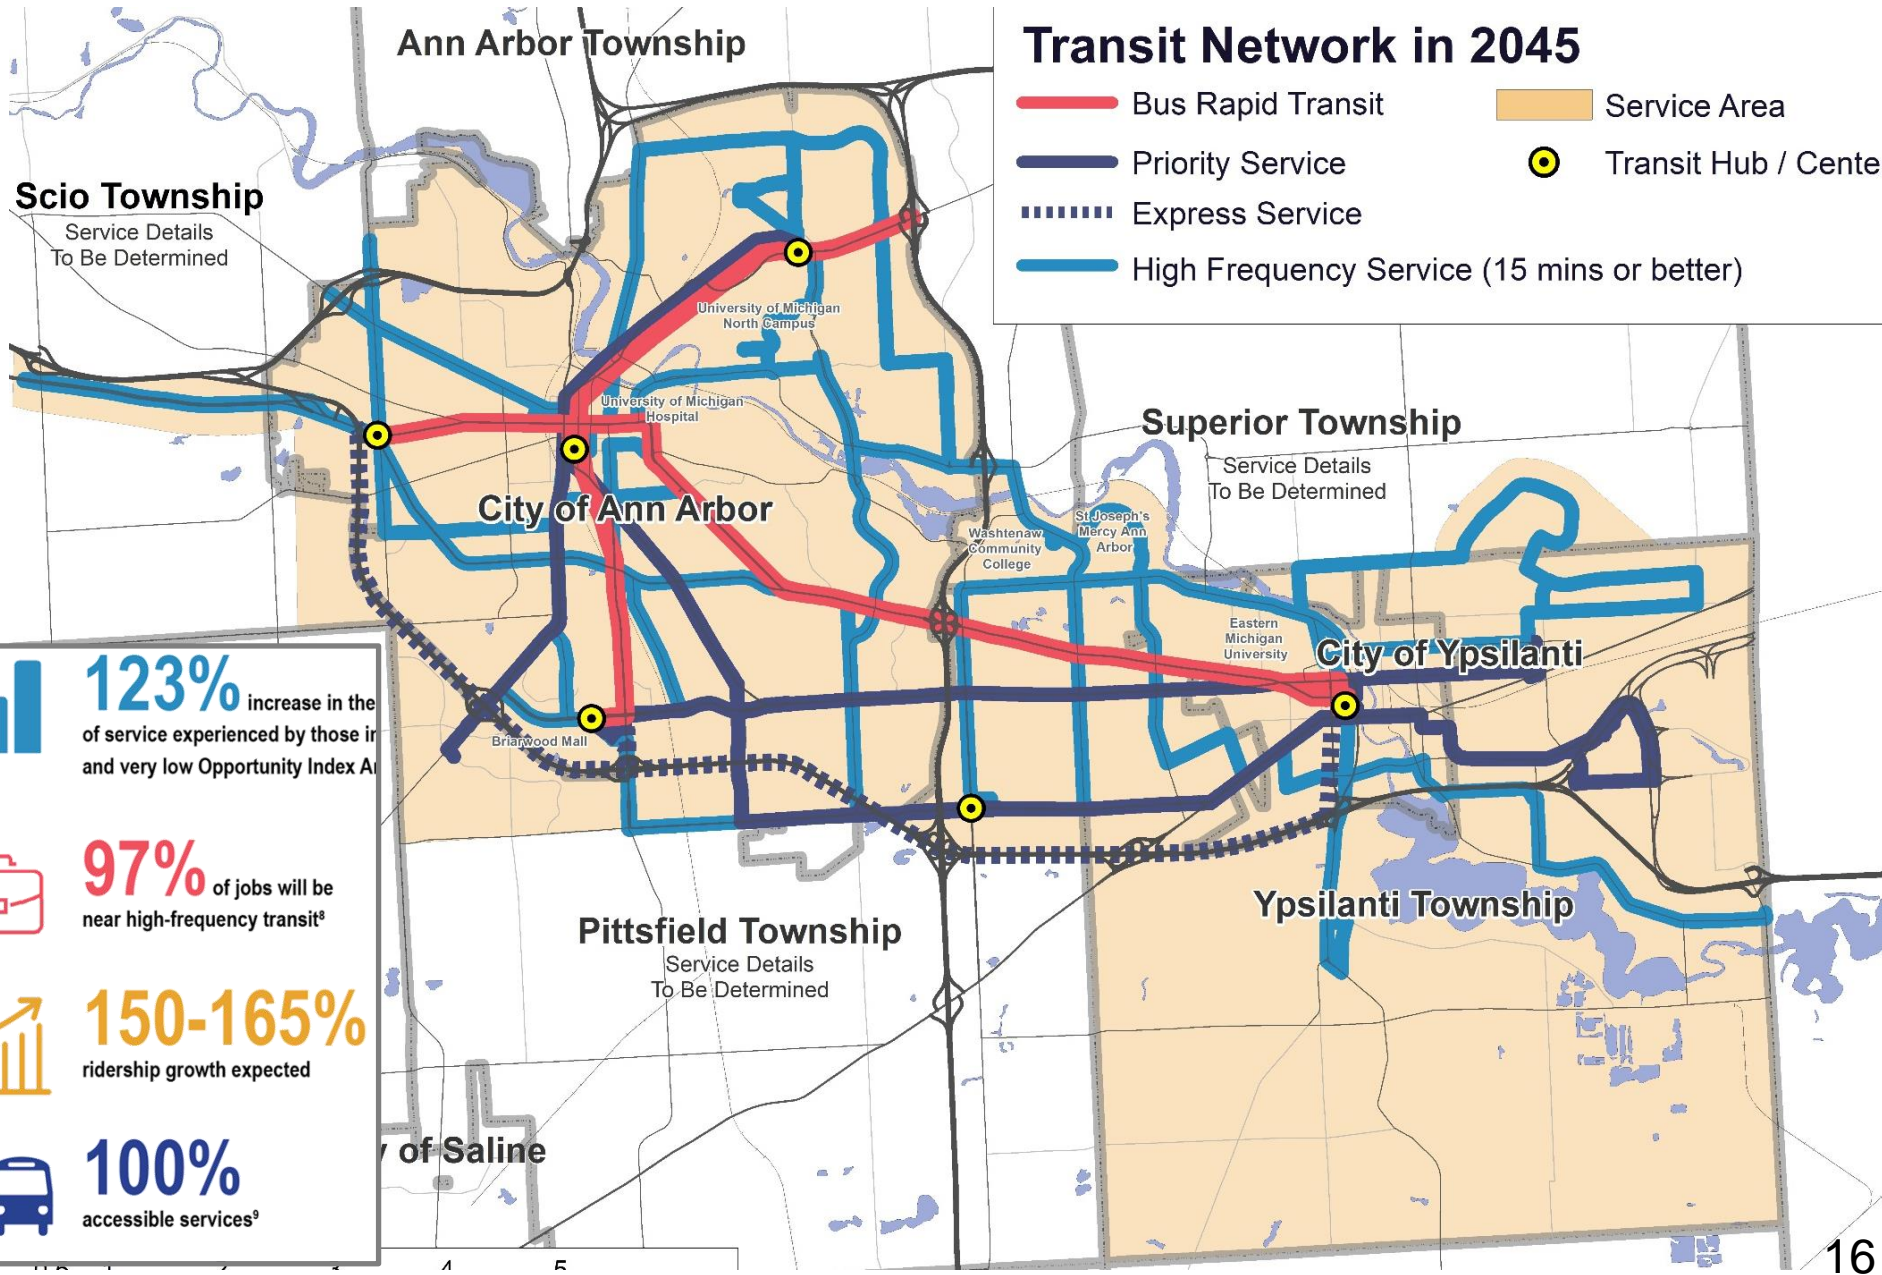 Ann Arbor Township
Transit Network in 2045
Bus Rapid Transit
Service Area
Priority Service
Transit Hub / Cente
Express Service
High Frequency Service (15 mins or better)
Scio Township
Service Details
To Be Determined
University of Michigan
North Campus
University of Michigan
Hospital
Superior Township
Service Details
To Be Determined
City of Ann Arbor
Washtenaw
Community
College
St Joseph's
Mercy Ann
Arbor
Eastern
Michigan
University
City of Ypsilanti
Briarwood Mall
Ypsilanti Township
Pittsfield Township
Service Details
To Be Determined
123% increase in the
of service experienced by those in
and very low Opportunity Index A
97% of jobs will be
near high-frequency transit⁸
150-165%
ridership growth expected
100%
accessible services⁹
of Saline
4 5
16